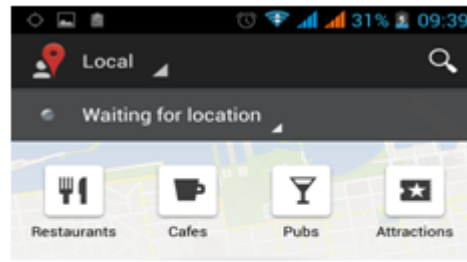 31% 09:39
Local
Waiting for location
Restaurants Cafes Pubs Attractions